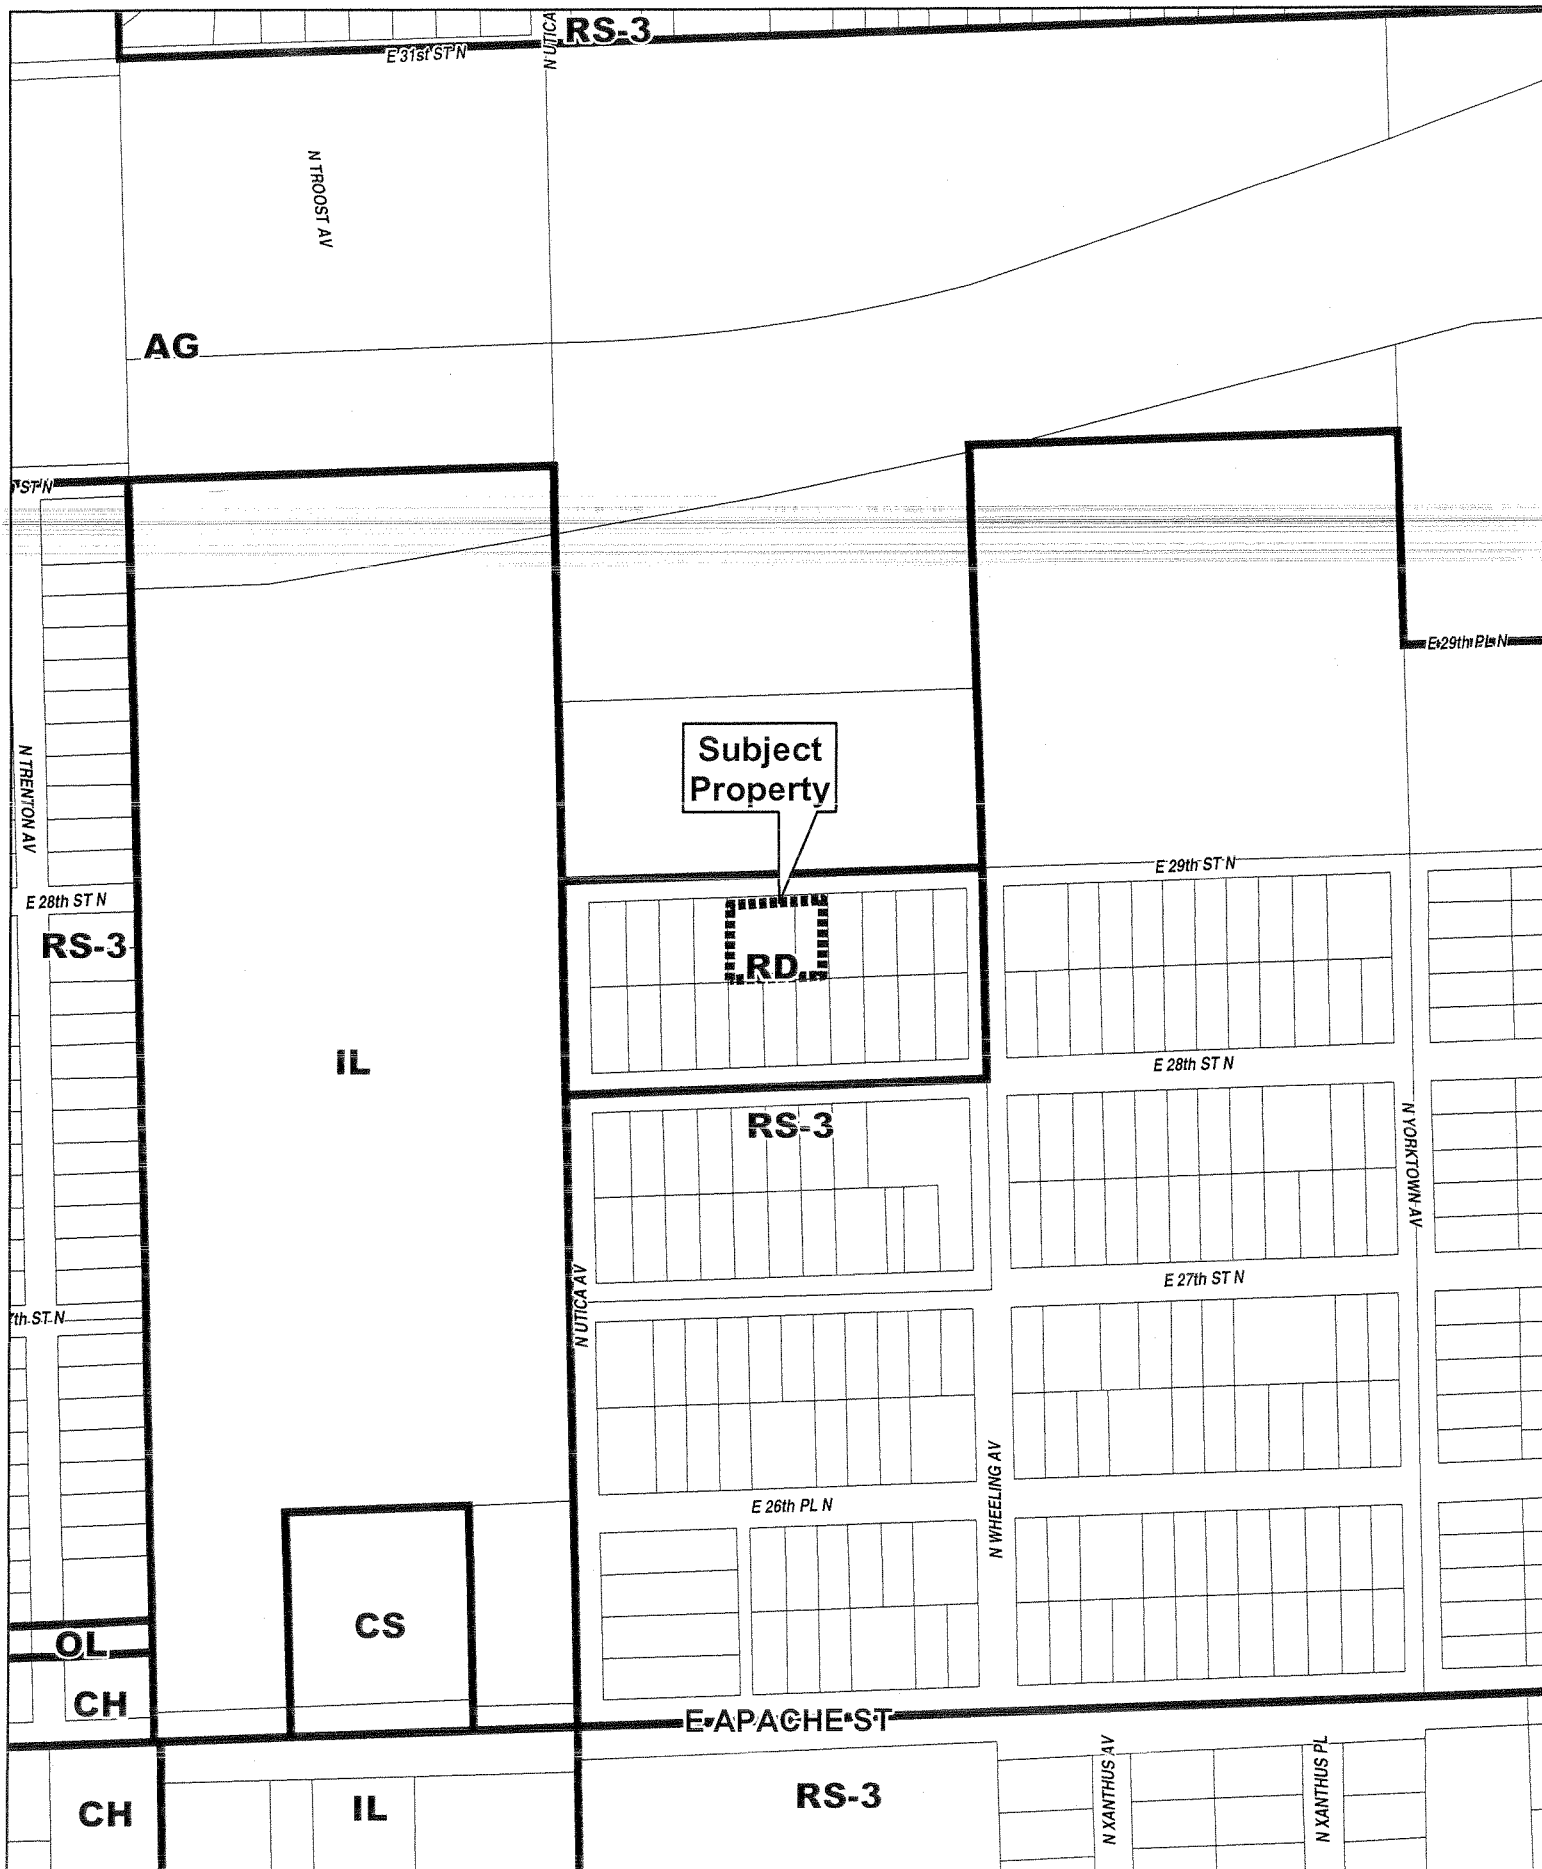 RS-3
E 31st ST N
N UTICA
N TROOST AV
AG
ST N
E 29th PL N
Subject
Property
N TRENTON AV
E 29th ST N
E 28th ST N
RS-3
RD
IL
E 28th ST N
RS-3
N YORKTOWN AV
N UTICA AV
E 27th ST N
7th ST N
N WHEELING AV
E 26th PL N
CS
OL
CH
E APACHE ST
N XANTHUS AV
N XANTHUS PL
RS-3
CH
IL